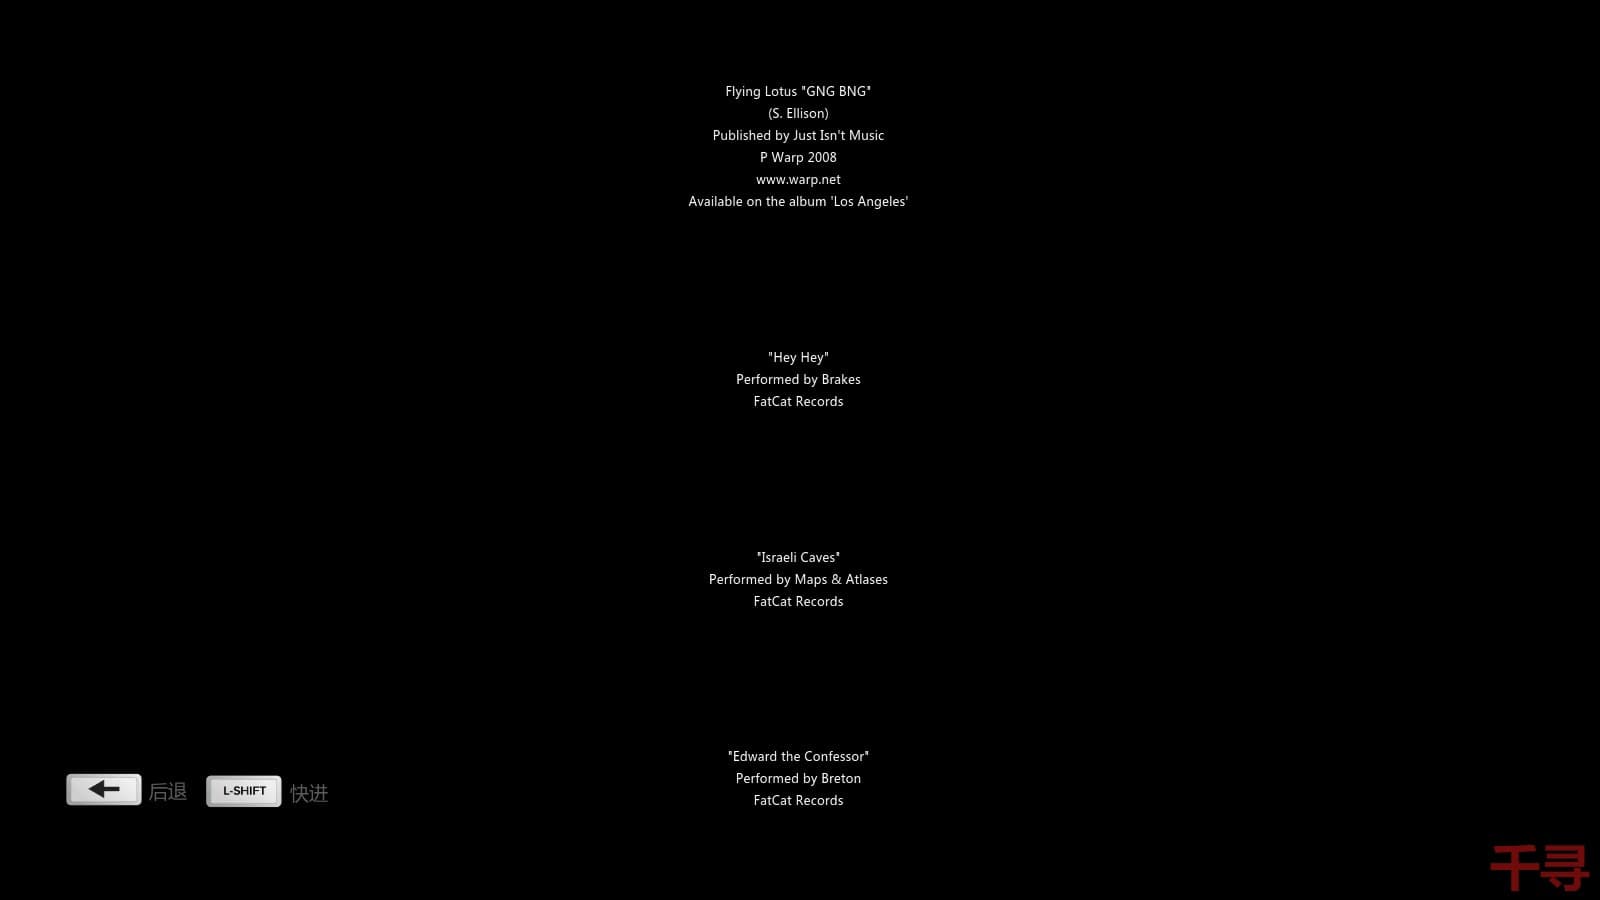 Flying Lotus "GNG BNG"
(S. Ellison)
Published by Just Isn't Music
P Warp 2008
www.warp.net
Available on the album 'Los Angeles'
"Hey Hey"
Performed by Brakes
FatCat Records
"Israeli Caves"
Performed by Maps & Atlases
FatCat Records
"Edward the Confessor"
Performed by Breton
FatCat Records
后退 L-SHIFT 快进
千寻